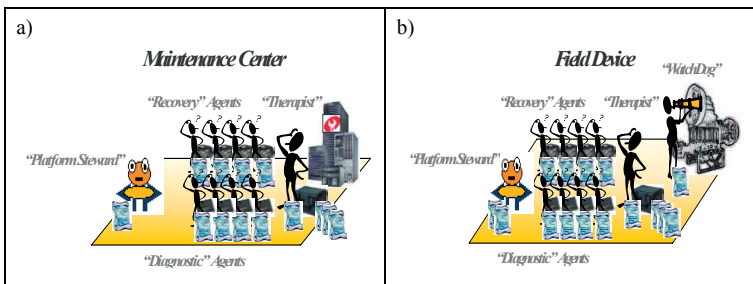 a)
Maintenance Center
“Recovery” Agents “Therapist”
“Platform Steward”
“Diagnostic” Agents
b)
Field Device
“WatchDog”
“Recovery” Agents “Therapist”
“Platform Steward”
“Diagnostic” Agents